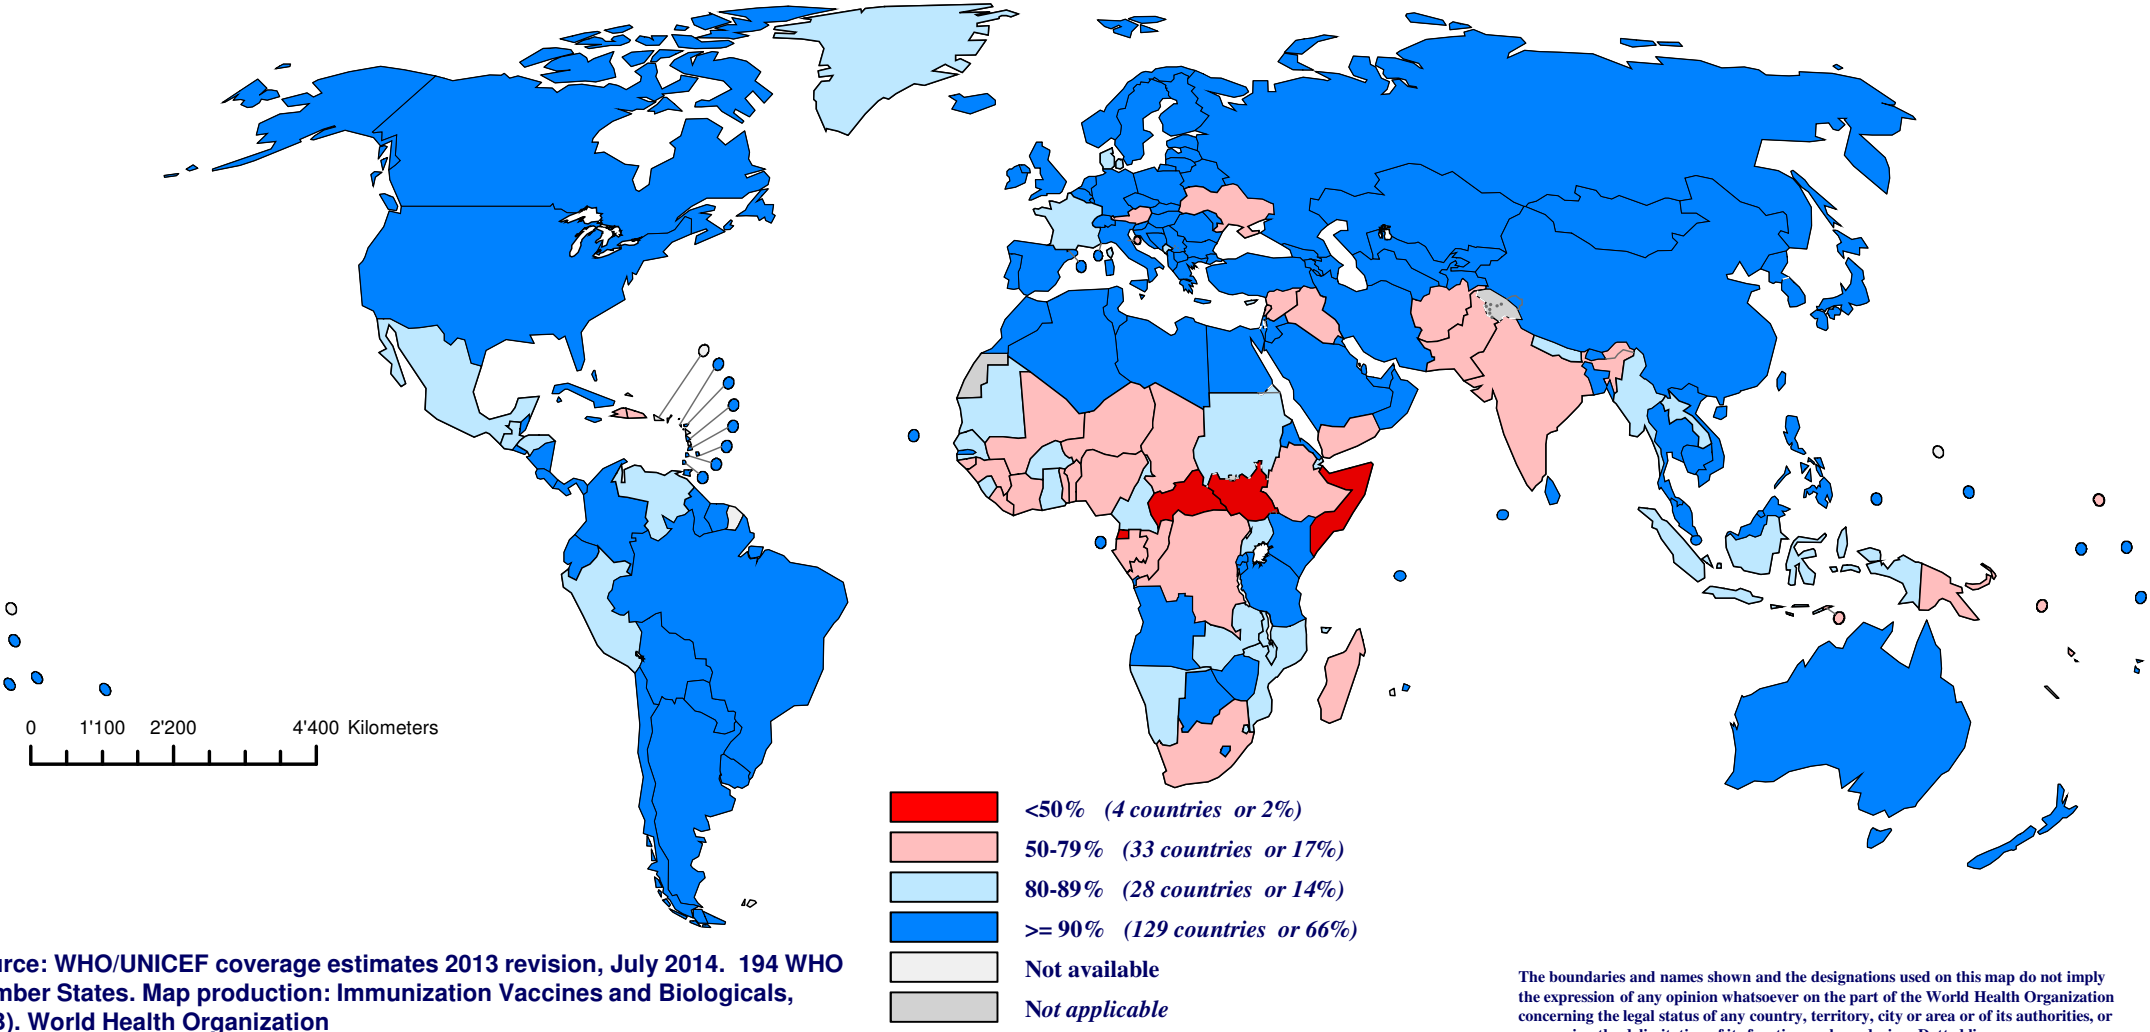 0 1'100 2'200 4'400 Kilometers
<50% (4 countries or 2%)
50-79% (33 countries or 17%)
80-89% (28 countries or 14%)
>= 90% (129 countries or 66%)
Not available
Not applicable
urce: WHO/UNICEF coverage estimates 2013 revision, July 2014. 194 WHO
mber States. Map production: Immunization Vaccines and Biologicals,
). World Health Organization
The boundaries and names shown and the designations used on this map do not imply
the expression of any opinion whatsoever on the part of the World Health Organization
concerning the legal status of any country, territory, city or area or of its authorities, or